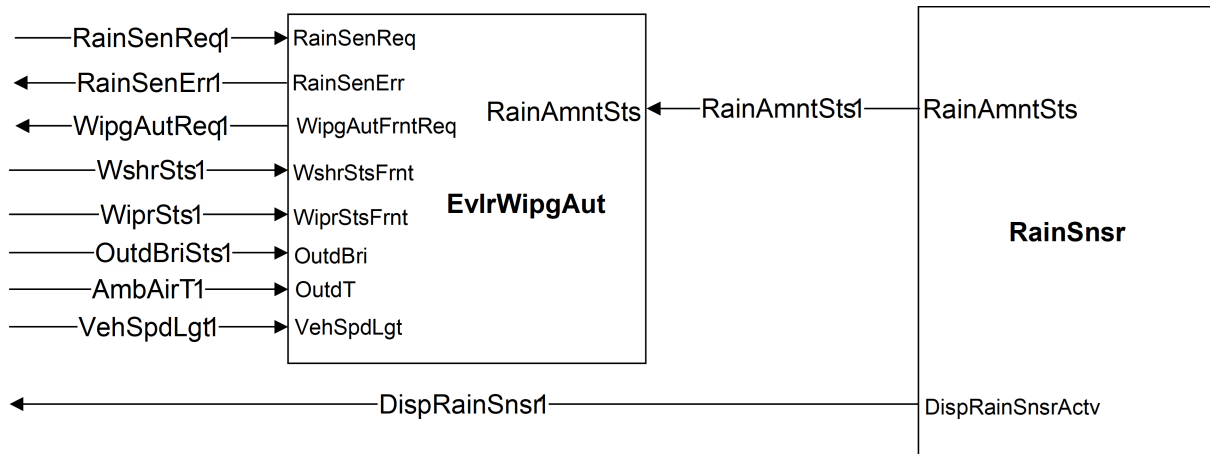 RainSenReq1
RainSenReq
RainSenErr1
RainSenErr
WipgAutReq1
WipgAutFrntReq
WshrSts1
WshrStsFrnt
WiprSts1
WiprStsFrnt
OutdBriSts1
OutdBri
AmbAirT1
OutdT
VehSpdLgt1
VehSpdLgt
RainAmntSts
EvlrWipgAut
RainAmntSts1
RainAmntSts
RainSnsr
DispRainSnsr1
DispRainSnsrActv